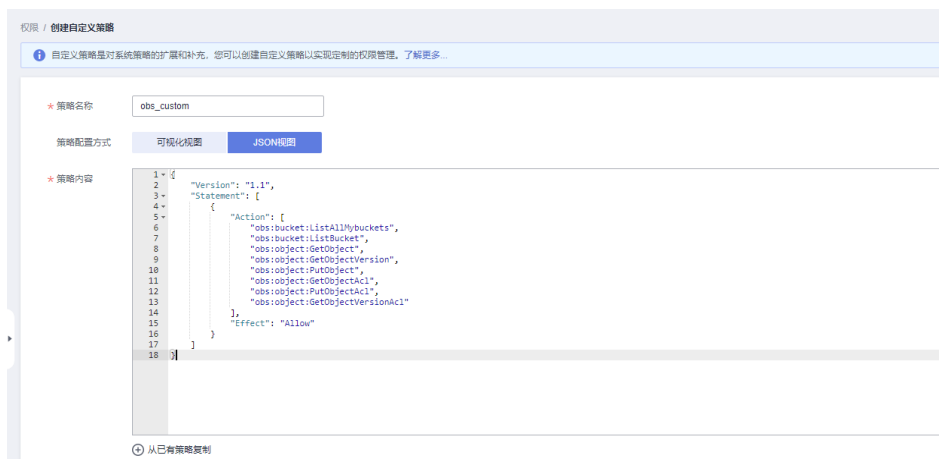 权限 / 创建自定义策略
自定义策略是对系统策略的扩展和补充，您可以创建自定义策略以实现定制的权限管理。了解更多...
* 策略名称 obs_custom
策略配置方式 可视化视图 JSON视图
* 策略内容
1 {
2 "Version": "1.1",
3 "Statement": [
4 {
5 "Action": [
6 "obs:bucket:ListAllMybuckets",
7 "obs:bucket:ListBucket",
8 "obs:object:GetObject",
9 "obs:object:GetObjectVersion",
10 "obs:object:PutObject",
11 "obs:object:GetObjectAcl",
12 "obs:object:PutObjectAcl",
13 "obs:object:GetObjectVersionAcl"
14 ],
15 "Effect": "Allow"
16 }
17 ]
18 }
从已有策略复制